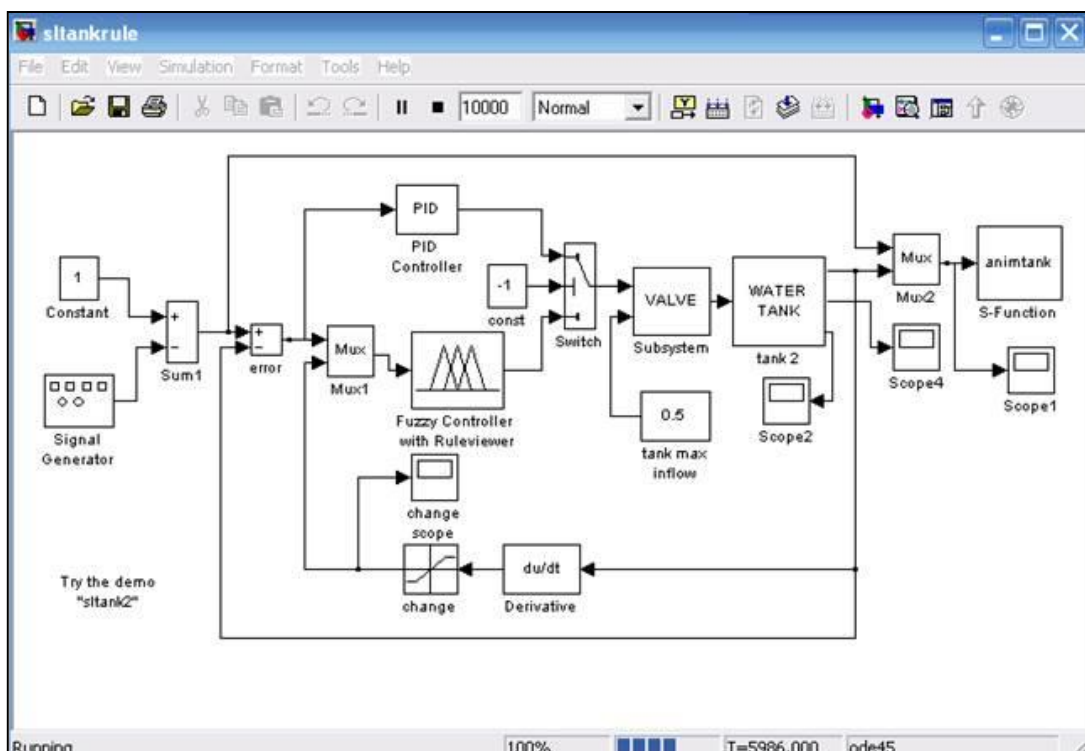 sltankrule
File Edit View Simulation Format Tools Help
10000 Normal
PID
PID
Controller
1
Constant
+
−
Sum1
+
−
error
Signal
Generator
Mux
Mux1
-1
const
Switch
Fuzzy Controller
with Ruleviewer
VALVE
Subsystem
WATER
TANK
tank 2
Mux
Mux2
animtank
S-Function
Scope4
Scope1
Scope2
0.5
tank max
inflow
change
scope
change
du/dt
Derivative
Try the demo
"sltank2"
Running 100% T=5986.000 ode45